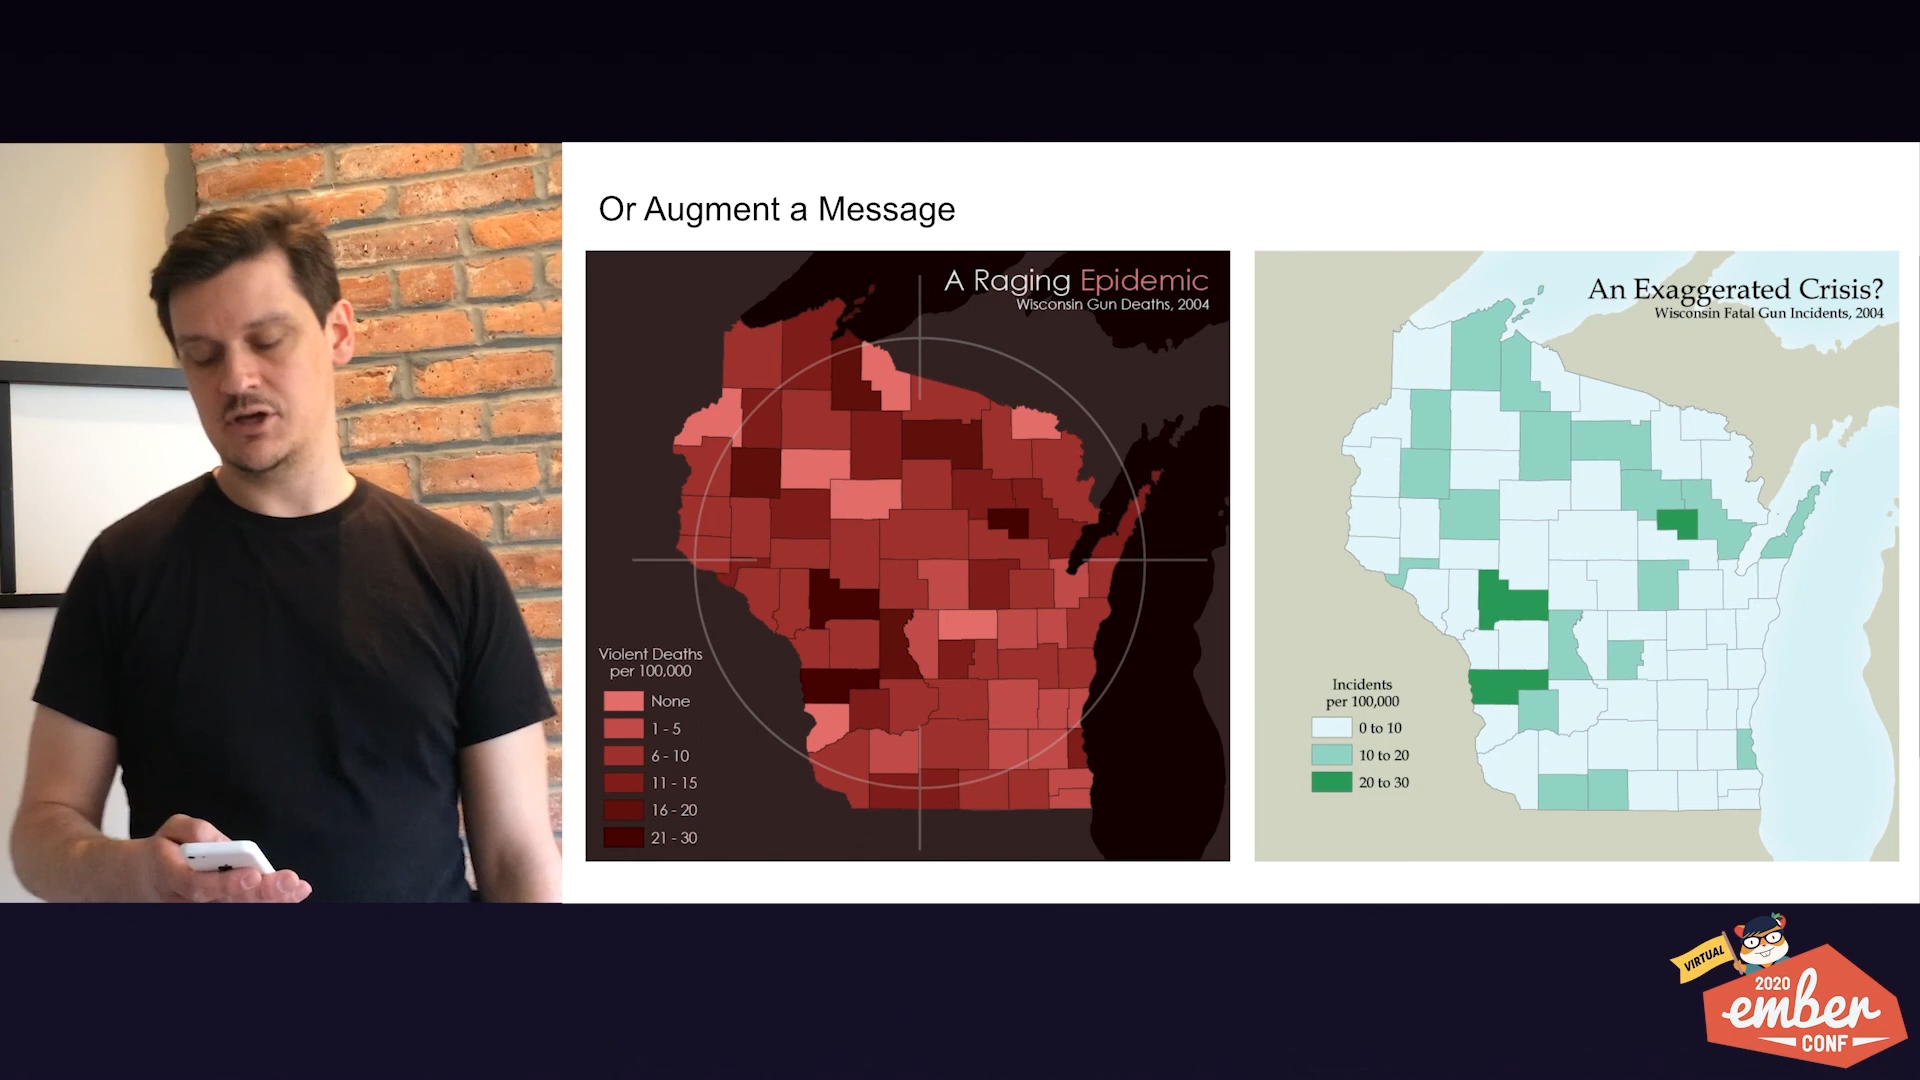 Or Augment a Message
A Raging Epidemic
Wisconsin Gun Deaths, 2004
Violent Deaths
per 100,000
None
1 - 5
6 - 10
11 - 15
16 - 20
21 - 30
An Exaggerated Crisis?
Wisconsin Fatal Gun Incidents, 2004
Incidents
per 100,000
0 to 10
10 to 20
20 to 30
VIRTUAL
2020
ember
CONF